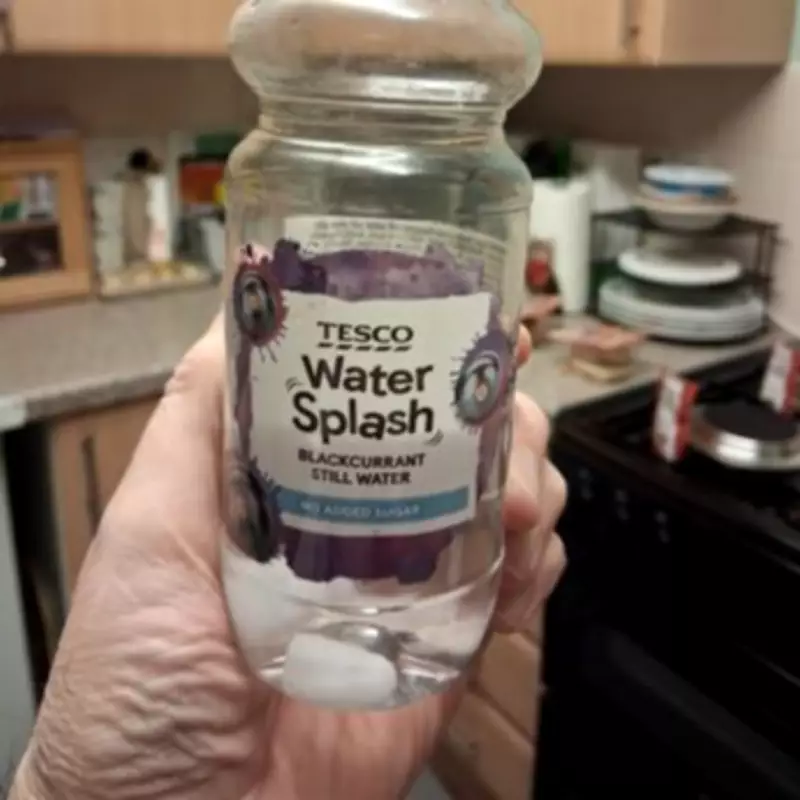 TESCO
Water
Splash
BLACKCURRANT
STILL WATER
NO ADDED SUGAR